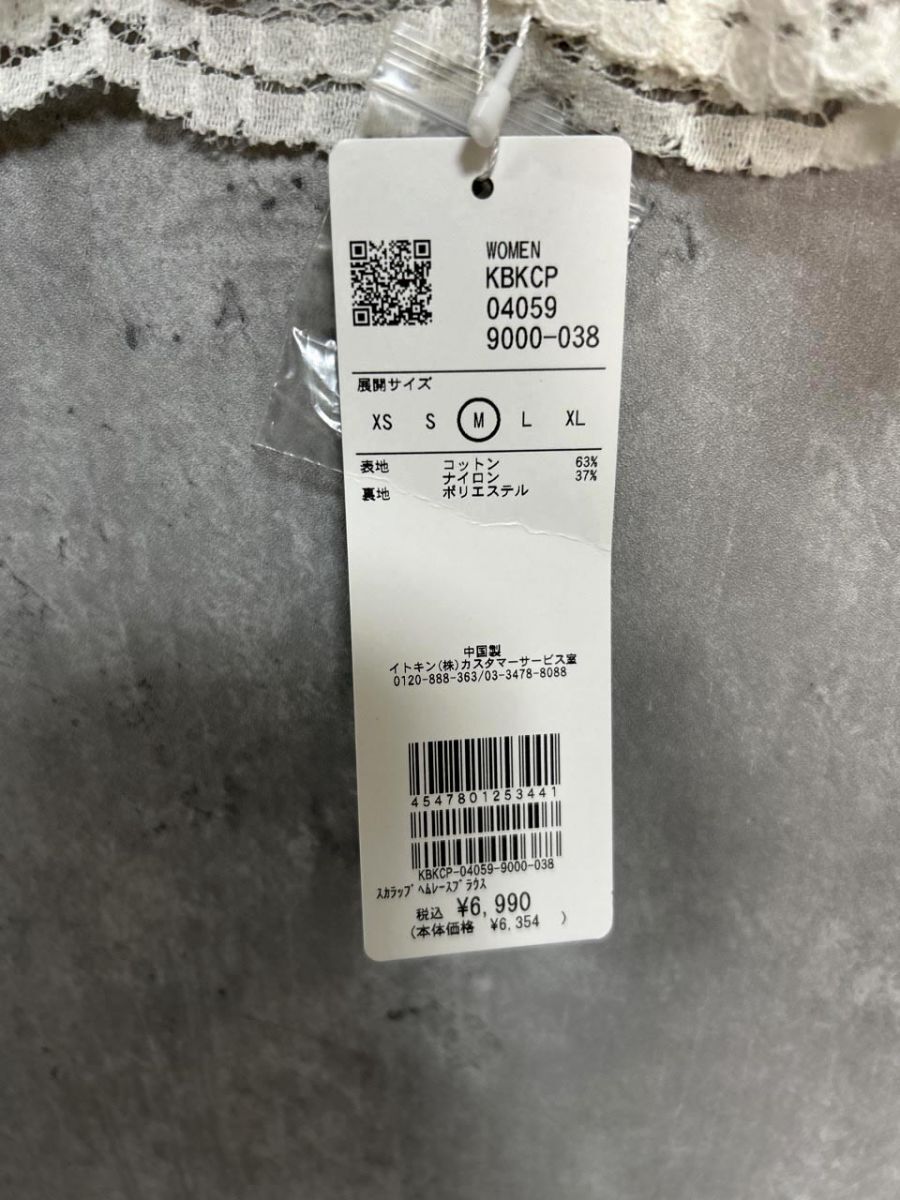 WOMEN
KBKCP
04059
9000-038
展開サイズ
XS S M L XL
表地 コットン 63%
ナイロン 37%
裏地 ポリエステル
中国製
イトキン(株)カスタマーサービス室
0120-888-363/03-3478-8088
4547801253441
KBKCP-04059-9000-038
ｽｶﾗｯﾌﾟﾍﾑﾚｰｽﾌﾞﾗｳｽ
税込 ¥6,990
(本体価格 ¥6,354 )